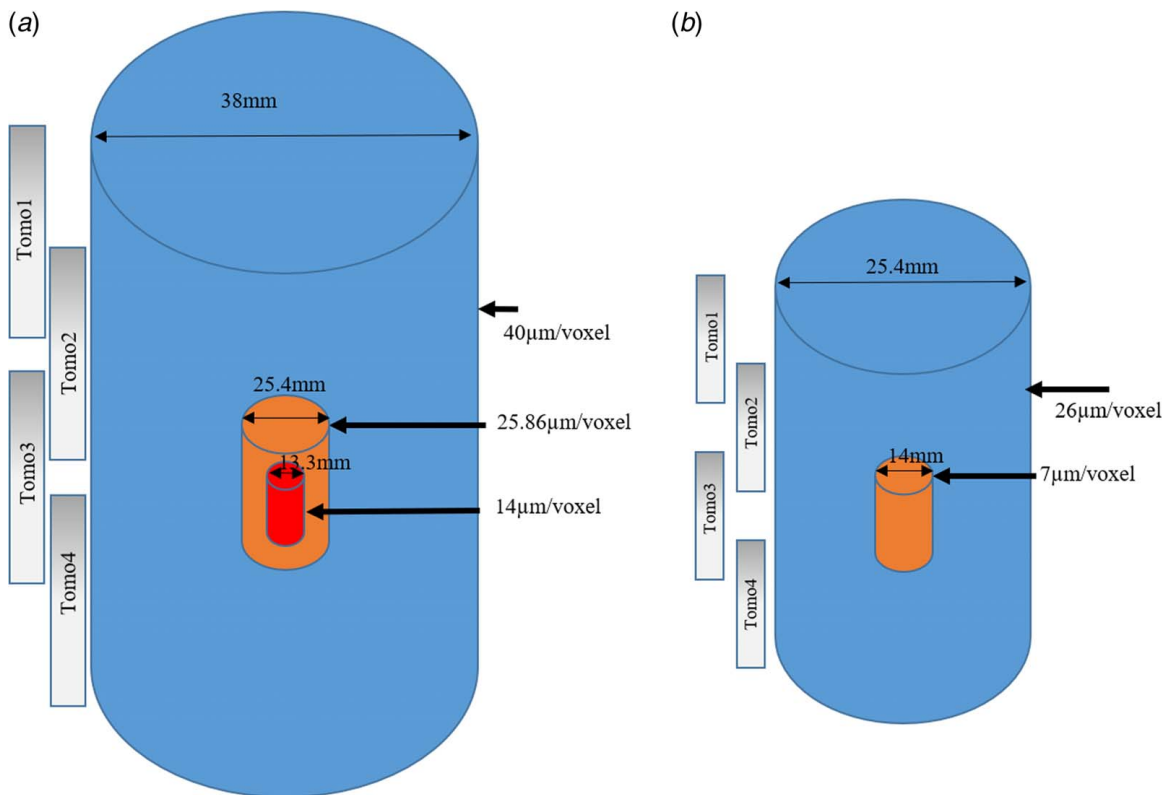 (a)
38mm
Tomo1
Tomo2
Tomo3
Tomo4
40µm/voxel
25.4mm
25.86µm/voxel
13.3mm
14µm/voxel
(b)
25.4mm
Tomo1
Tomo2
Tomo3
Tomo4
26µm/voxel
14mm
7µm/voxel